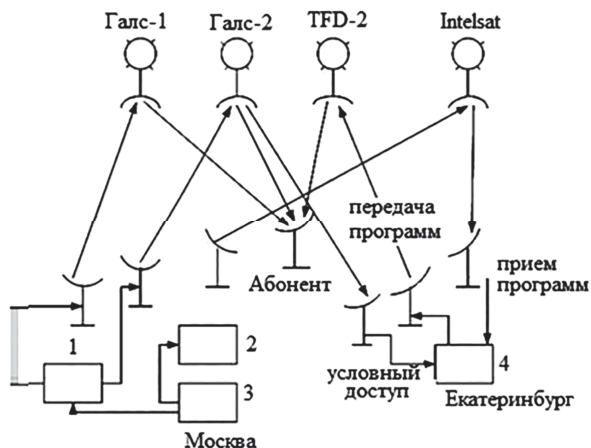 Галс-1 Галс-2 TFD-2 Intelsat
передача
программ
прием
программ
Абонент
1
2
3
4
условный
доступ
Екатеринбург
Москва